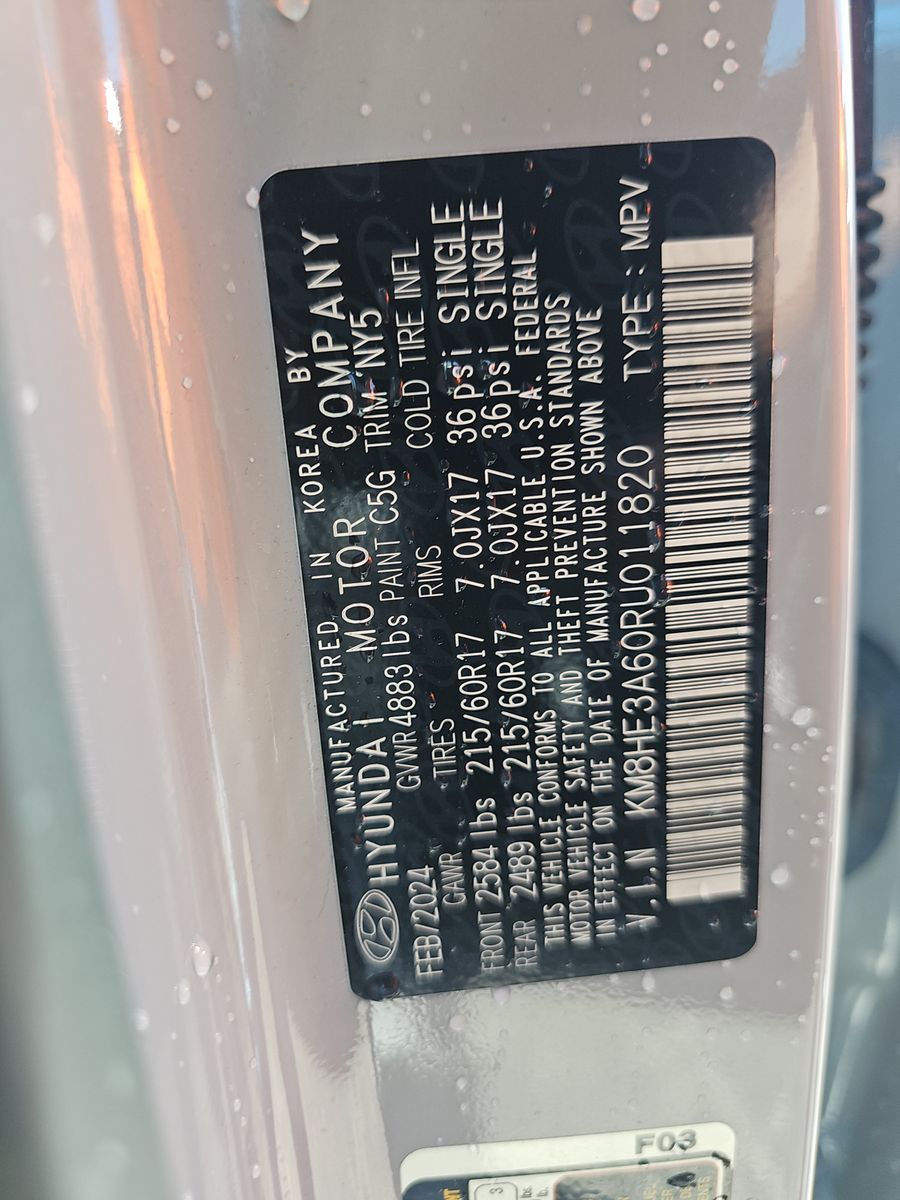 MANUFACTURED IN KOREA BY
HYUNDAI MOTOR COMPANY
FEB/2024 GVWR 4883 lbs PAINT C5G TRIM NY5
GAWR TIRES RIMS COLD TIRE INFL
FRONT 2584 lbs 215/60R17 7.0JX17 36psi SINGLE
REAR 2489 lbs 215/60R17 7.0JX17 36psi SINGLE
THIS VEHICLE CONFORMS TO ALL APPLICABLE U.S.A. FEDERAL
MOTOR VEHICLE SAFETY AND THEFT PREVENTION STANDARDS
IN EFFECT ON THE DATE OF MANUFACTURE SHOWN ABOVE
V.I.N KM8HE3A60RU011820 TYPE : MPV
F03
3